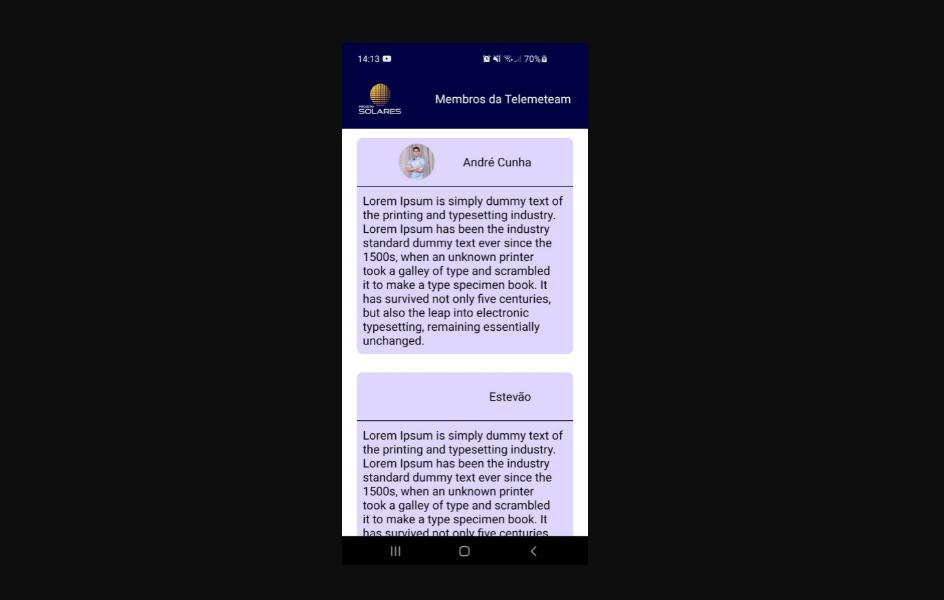 14:13
70%
PROJETO
SOLARES
Membros da Telemeteam
André Cunha
Lorem Ipsum is simply dummy text of
the printing and typesetting industry.
Lorem Ipsum has been the industry
standard dummy text ever since the
1500s, when an unknown printer
took a galley of type and scrambled
it to make a type specimen book. It
has survived not only five centuries,
but also the leap into electronic
typesetting, remaining essentially
unchanged.
Estevão
Lorem Ipsum is simply dummy text of
the printing and typesetting industry.
Lorem Ipsum has been the industry
standard dummy text ever since the
1500s, when an unknown printer
took a galley of type and scrambled
it to make a type specimen book. It
has survived not only five centuries